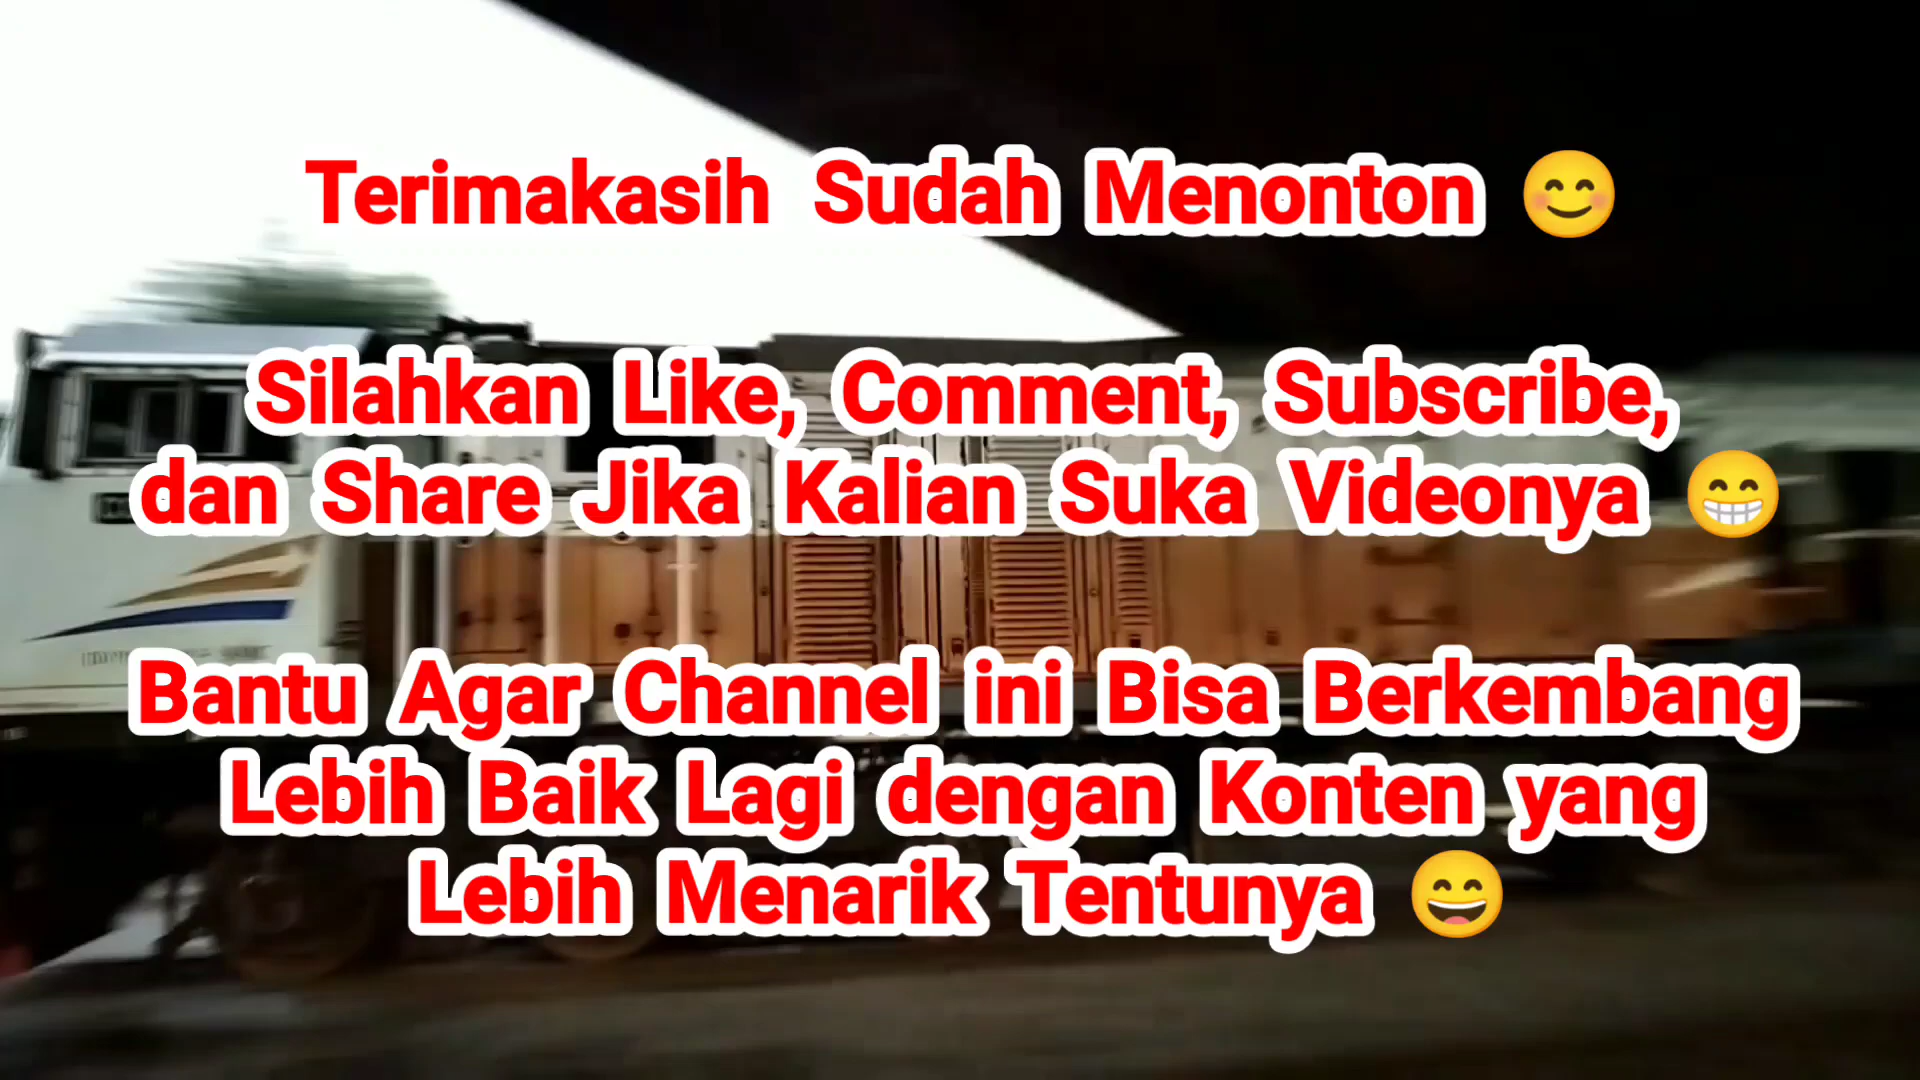 Terimakasih Sudah Menonton 😊
Silahkan Like, Comment, Subscribe,
dan Share Jika Kalian Suka Videonya 😁
Bantu Agar Channel ini Bisa Berkembang
Lebih Baik Lagi dengan Konten yang
Lebih Menarik Tentunya 😄